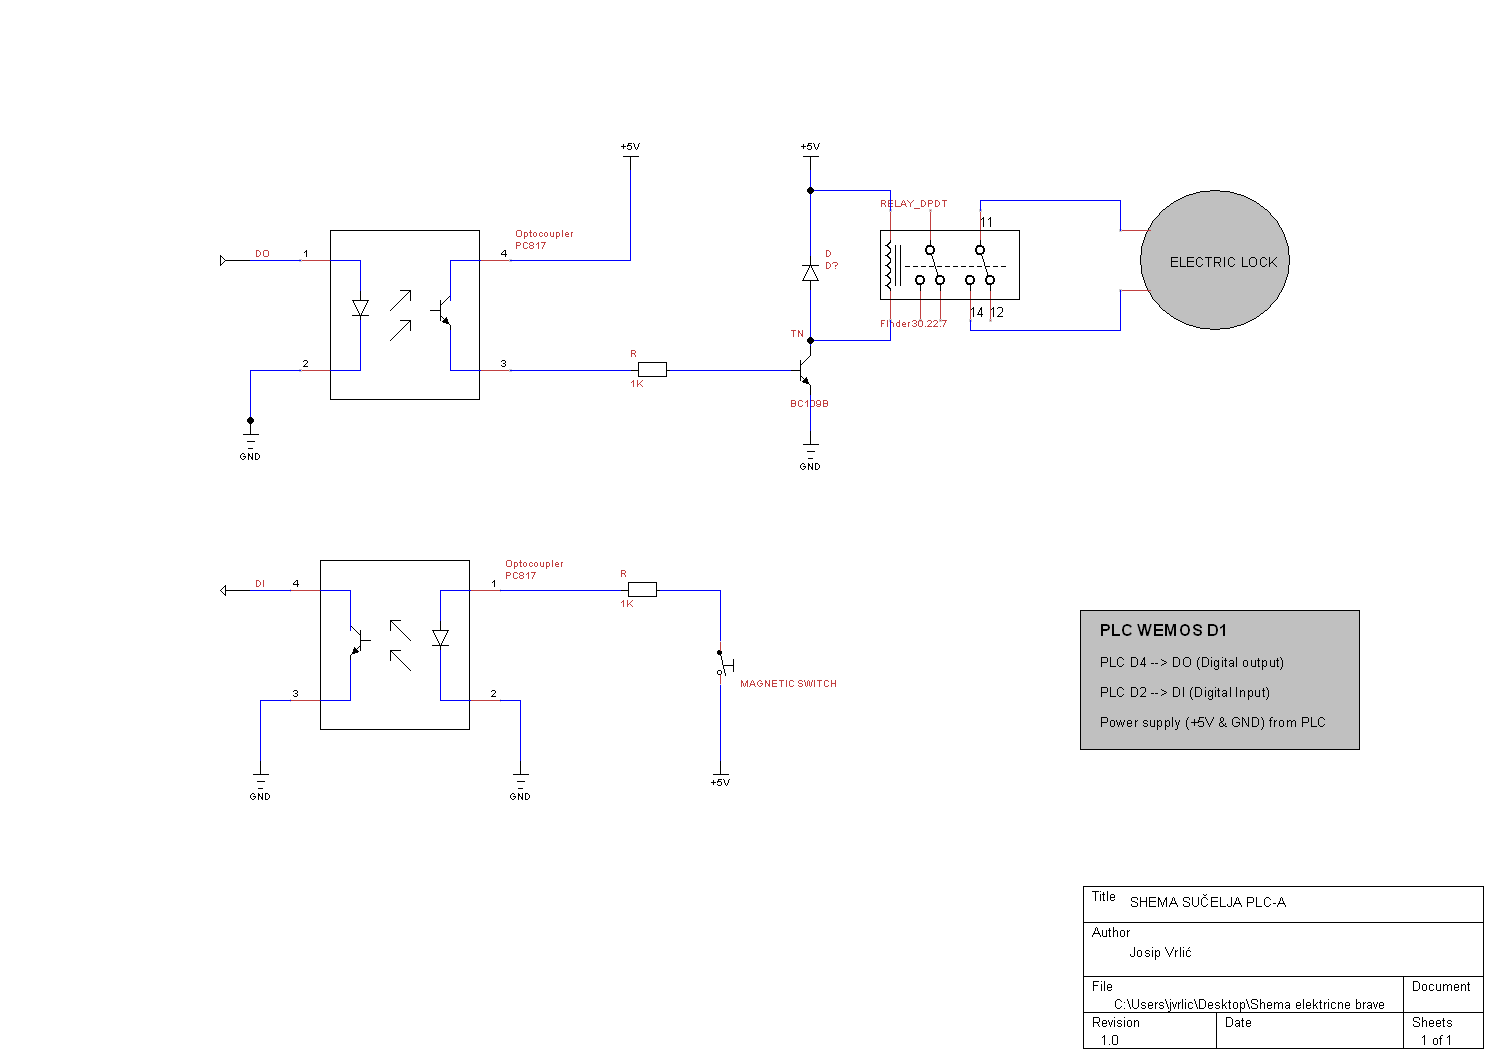 +5V
+5V
RELAY_DPDT
11
Optocoupler
PC817
DO
1
4
D
D?
ELECTRIC LOCK
14
12
Finder30.22.7
TN
2
3
R
1K
BC109B
GND
GND
Optocoupler
PC817
DI
4
1
R
1K
MAGNETIC SWITCH
3
2
+5V
GND
GND
PLC WEMOS D1
PLC D4 --> DO (Digital output)
PLC D2 --> DI (Digital Input)
Power supply (+5V & GND) from PLC
Title
SHEMA SUČELJA PLC-A
Author
Josip Vrlić
File
C:\Users\jvrlic\Desktop\Shema elektricne brave
Document
Revision
1.0
Date
Sheets
1 of 1